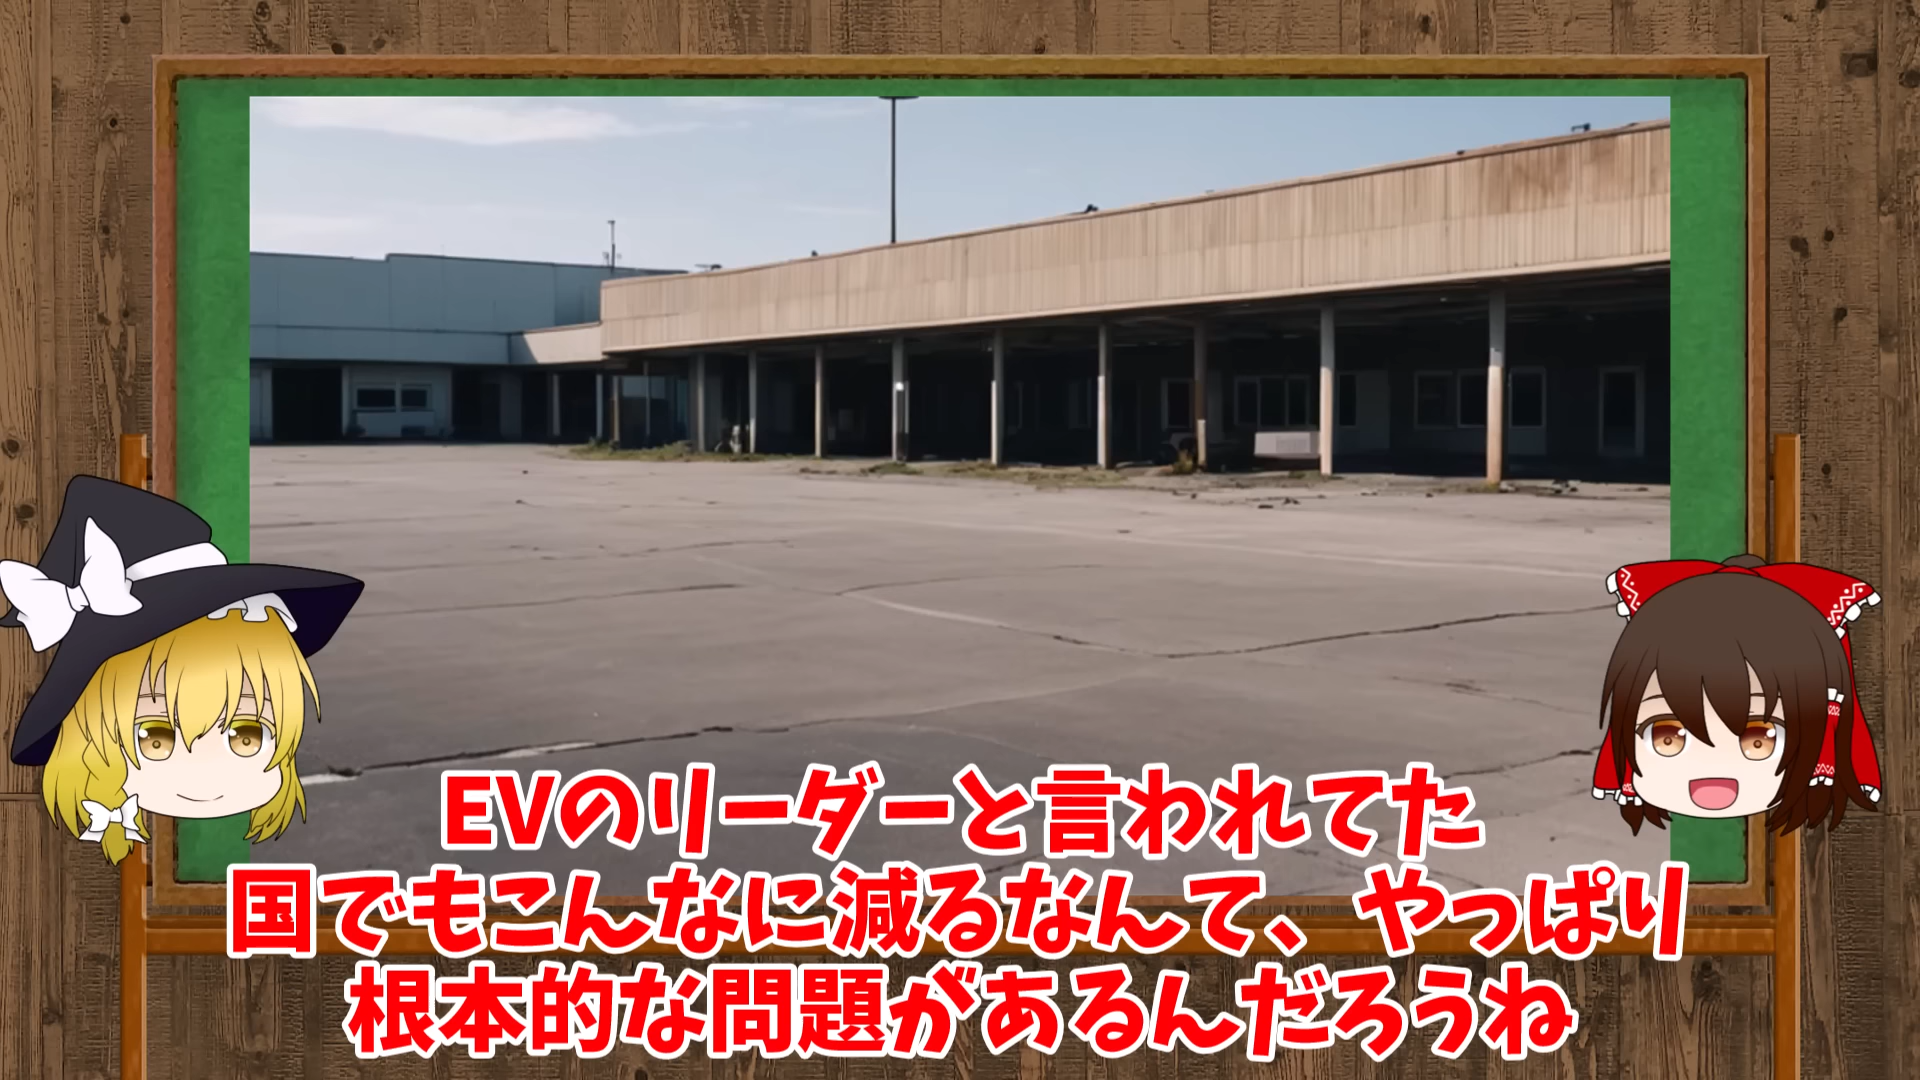 EVのリーダーと言われてた
国でもこんなに減るなんて、やっぱり
根本的な問題があるんだろうね